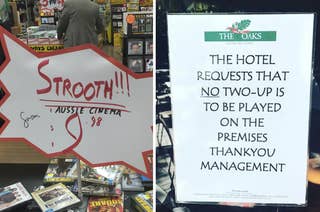 STROOTH!!!
AUSSIE CINEMA
.98
THE OAKS
THE HOTEL
REQUESTS THAT
NO TWO-UP IS
TO BE PLAYED
ON THE
PREMISES
THANKYOU
MANAGEMENT